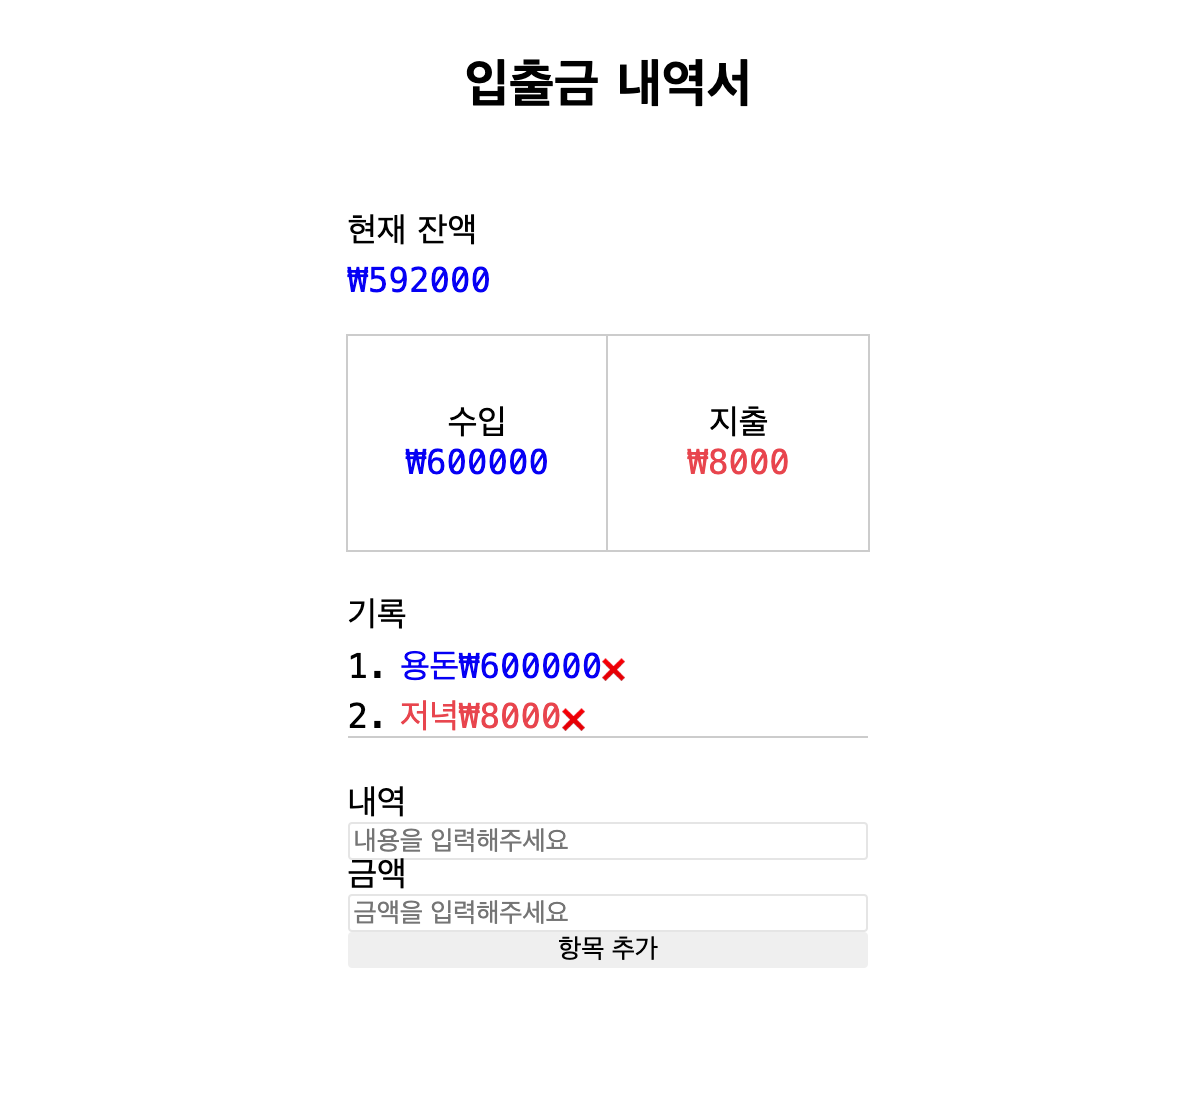 입출금 내역서
현재 잔액
₩592000
수입
₩600000
지출
₩8000
기록
1. 용돈₩600000❌
2. 저녁₩8000❌
내역
내용을 입력해주세요
금액
금액을 입력해주세요
항목 추가